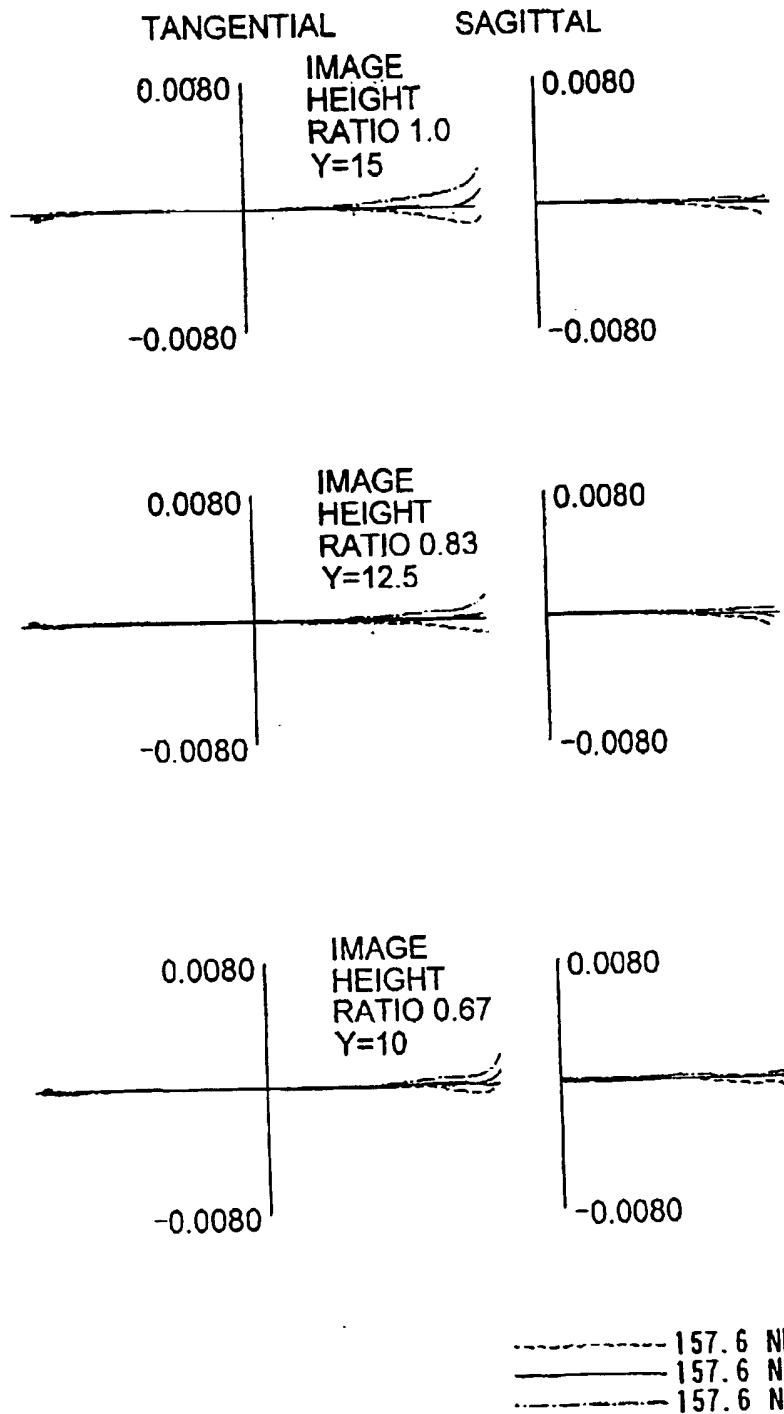 TANGENTIAL SAGITTAL
0.0080 IMAGE HEIGHT RATIO 1.0 Y=15 0.0080
-0.0080 -0.0080
0.0080 IMAGE HEIGHT RATIO 0.83 Y=12.5 0.0080
-0.0080 -0.0080
0.0080 IMAGE HEIGHT RATIO 0.67 Y=10 0.0080
-0.0080 -0.0080
157.6 N
157.6 N
157.6 N